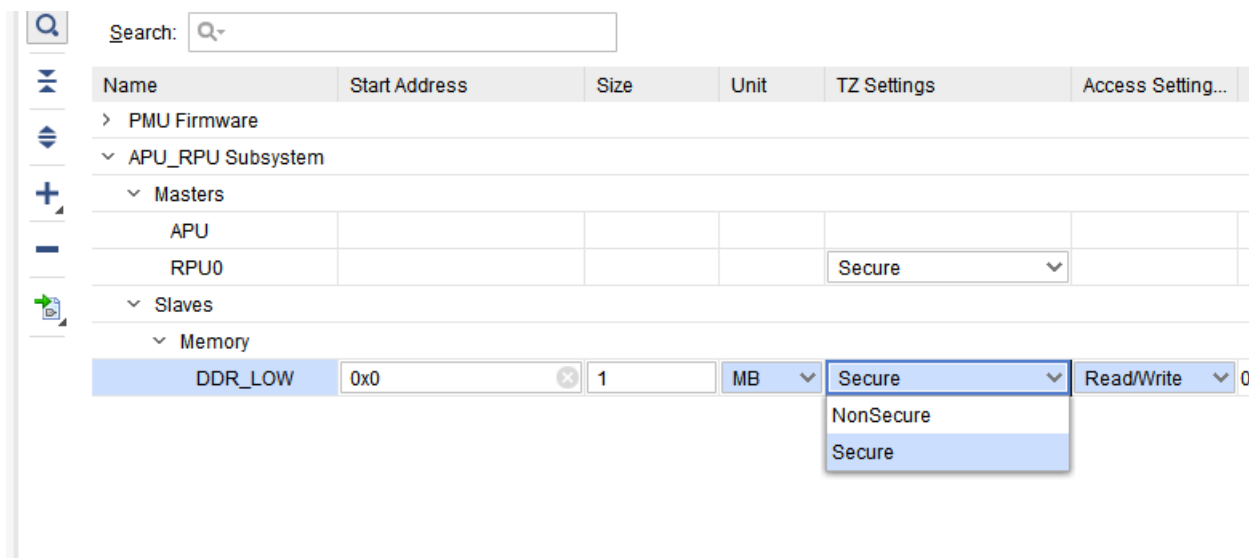 Search:
Name Start Address Size Unit TZ Settings Access Setting...
PMU Firmware
APU_RPU Subsystem
Masters
APU
RPU0 Secure
Slaves
Memory
DDR_LOW 0x0 1 MB Secure Read/Write 0
NonSecure
Secure